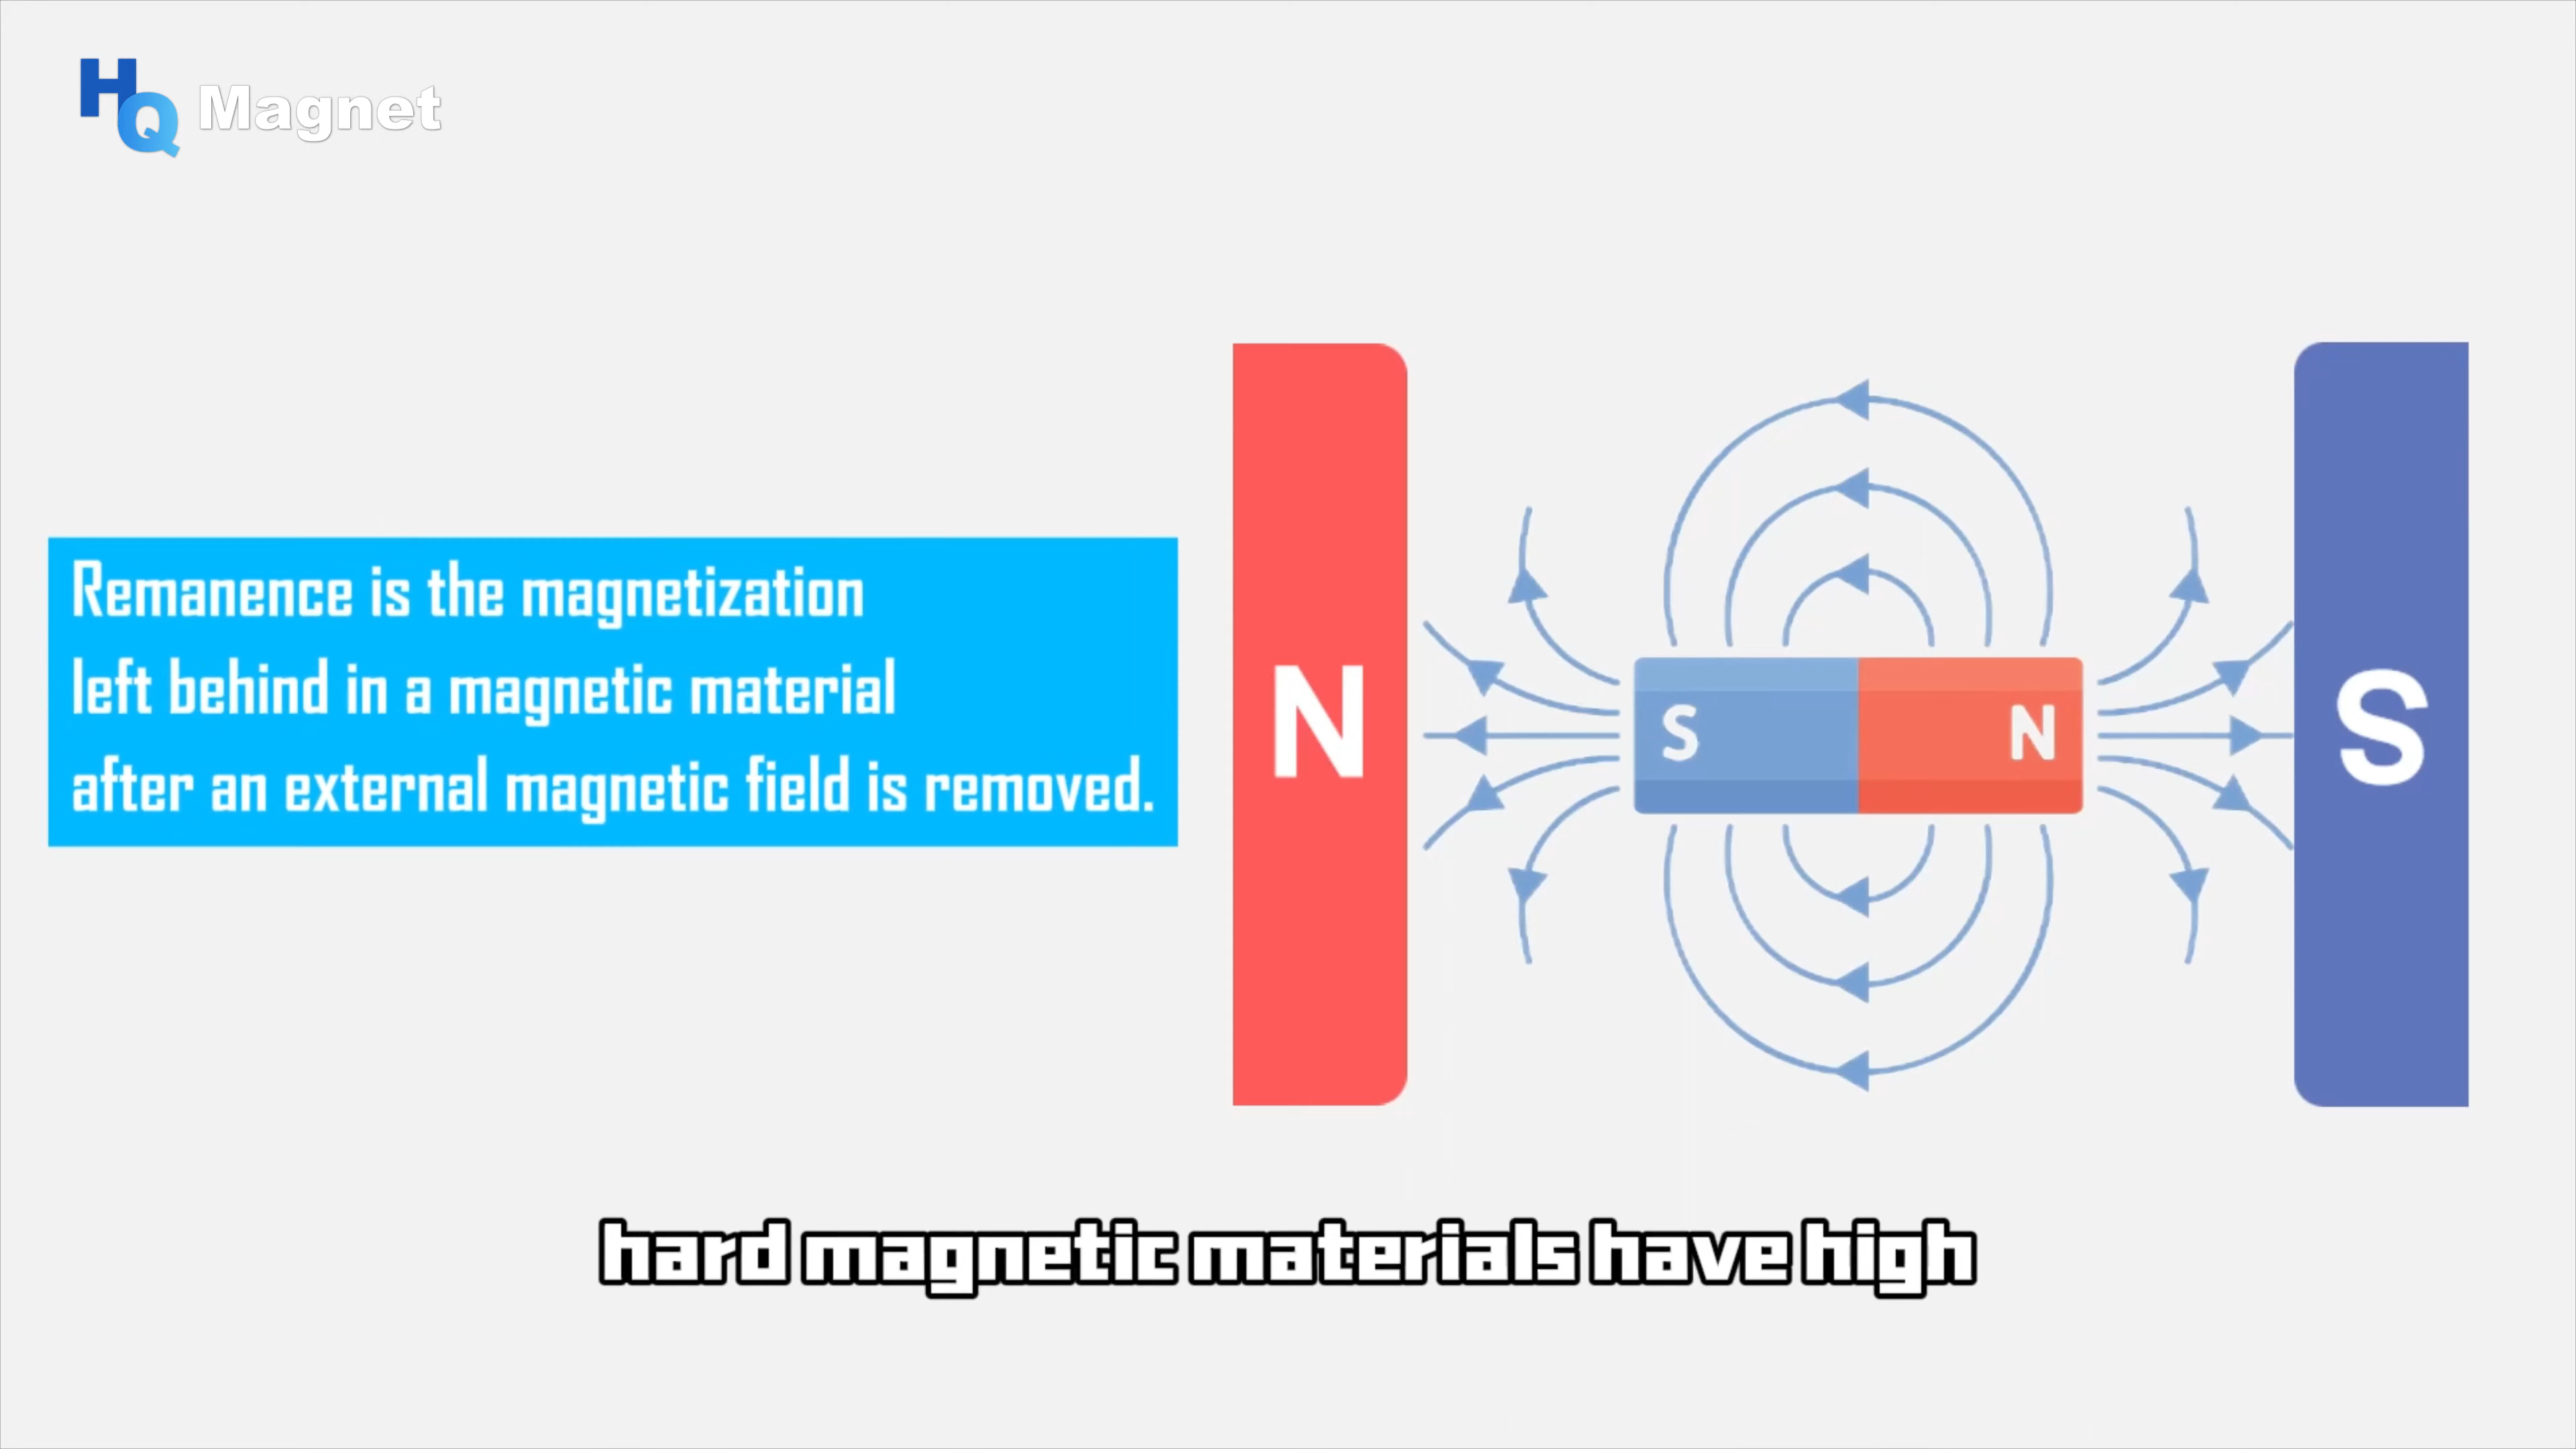 HQ Magnet
Remanence is the magnetization
left behind in a magnetic material
after an external magnetic field is removed.
N
S
N
S
hard magnetic materials have high